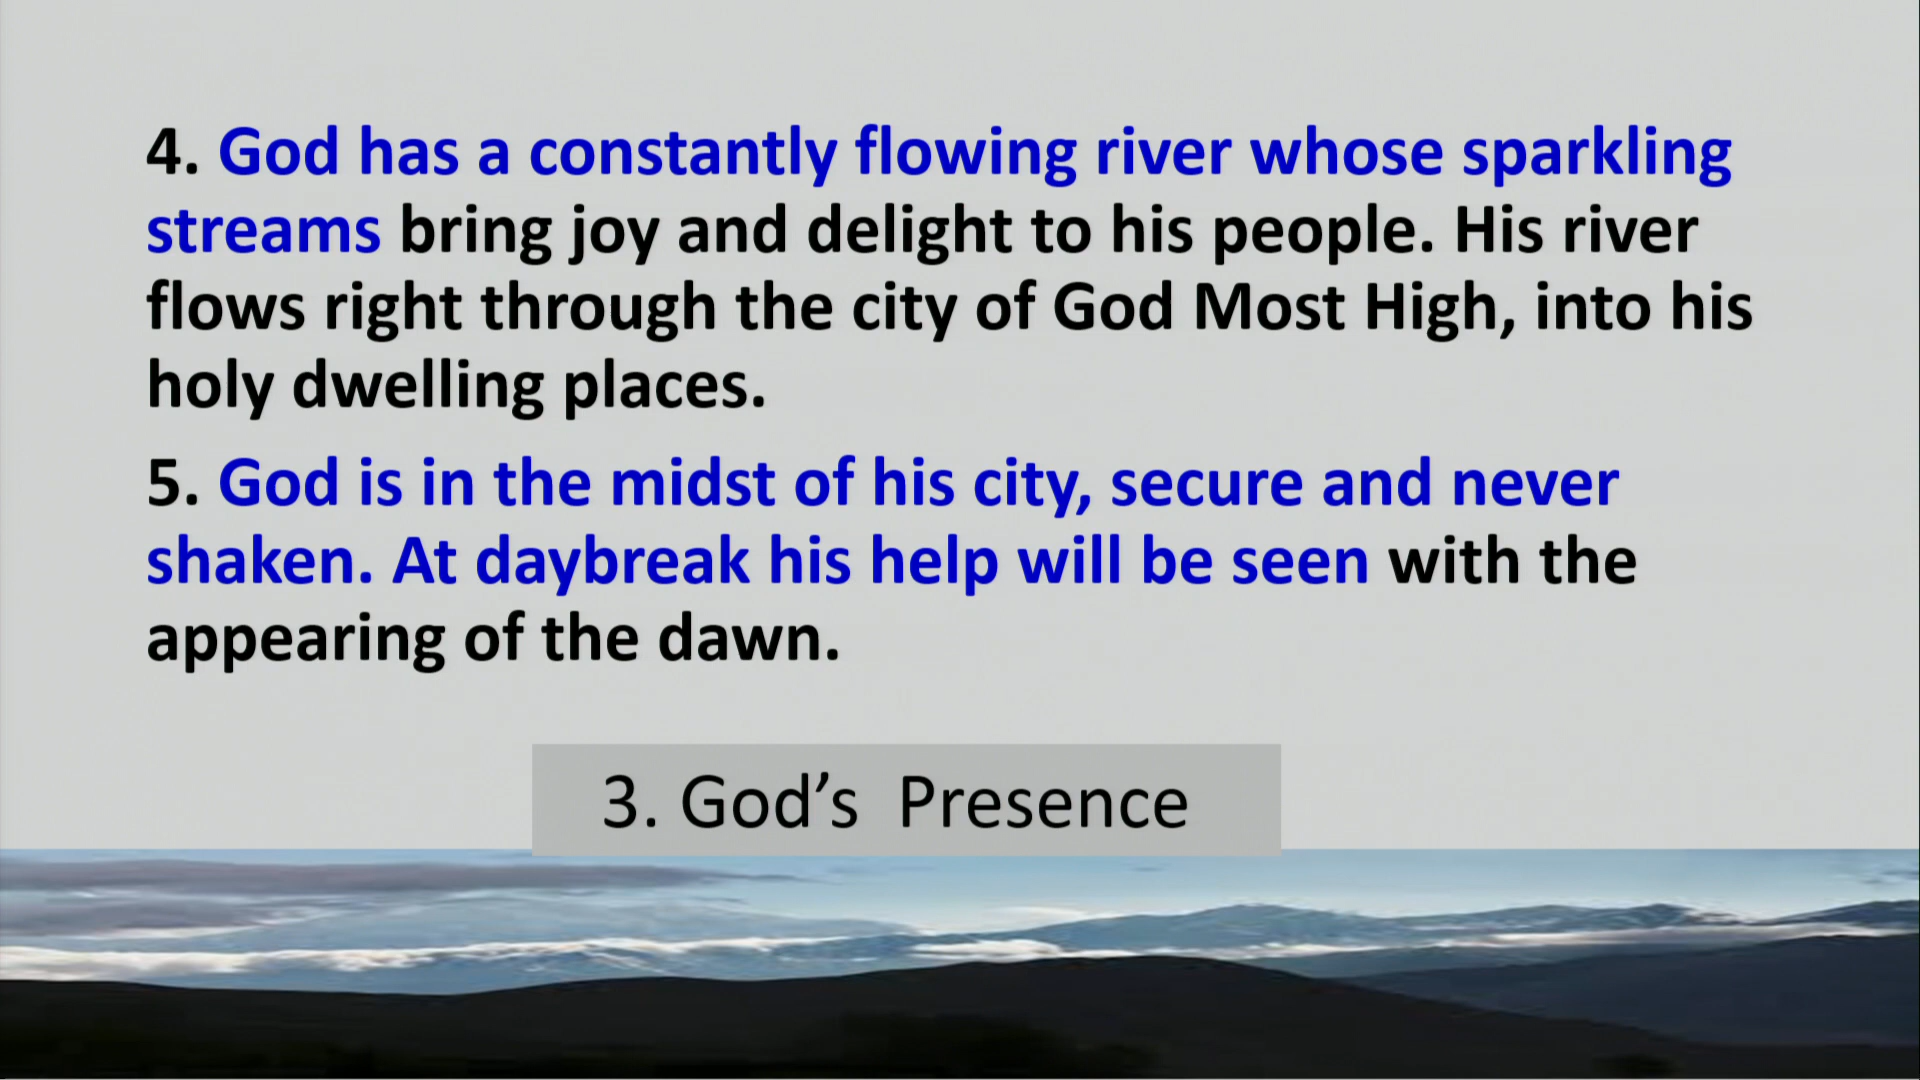 4. God has a constantly flowing river whose sparkling
streams bring joy and delight to his people. His river
flows right through the city of God Most High, into his
holy dwelling places.
5. God is in the midst of his city, secure and never
shaken. At daybreak his help will be seen with the
appearing of the dawn.
3. God’s  Presence